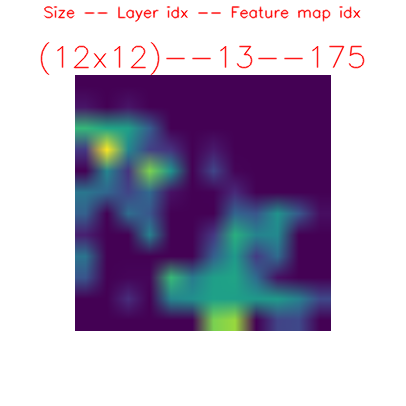 Size -- Layer idx -- Feature map idx
(12x12)--13--175